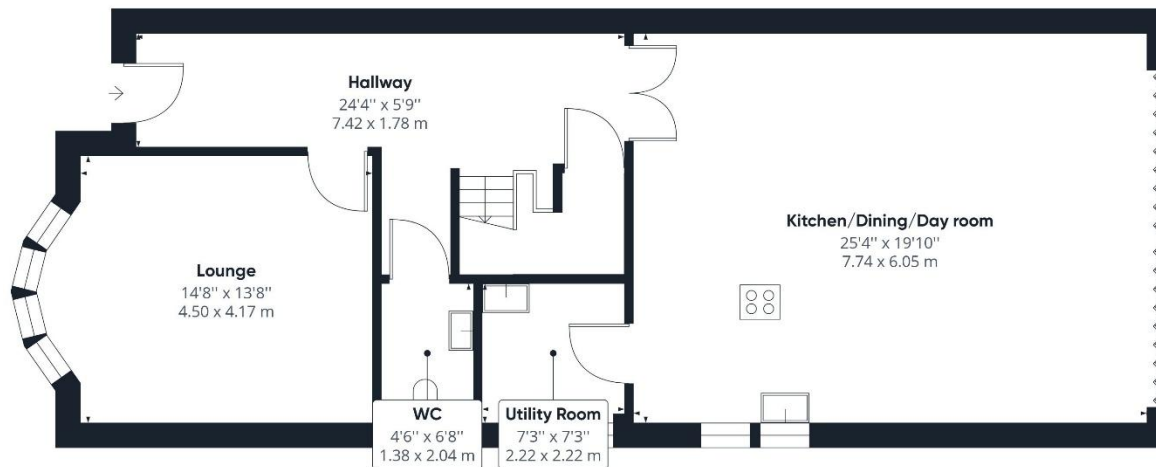 Hallway
24'4'' x 5'9''
7.42 x 1.78 m
Lounge
14'8'' x 13'8''
4.50 x 4.17 m
Kitchen/Dining/Day room
25'4'' x 19'10''
7.74 x 6.05 m
WC
4'6'' x 6'8''
1.38 x 2.04 m
Utility Room
7'3'' x 7'3''
2.22 x 2.22 m